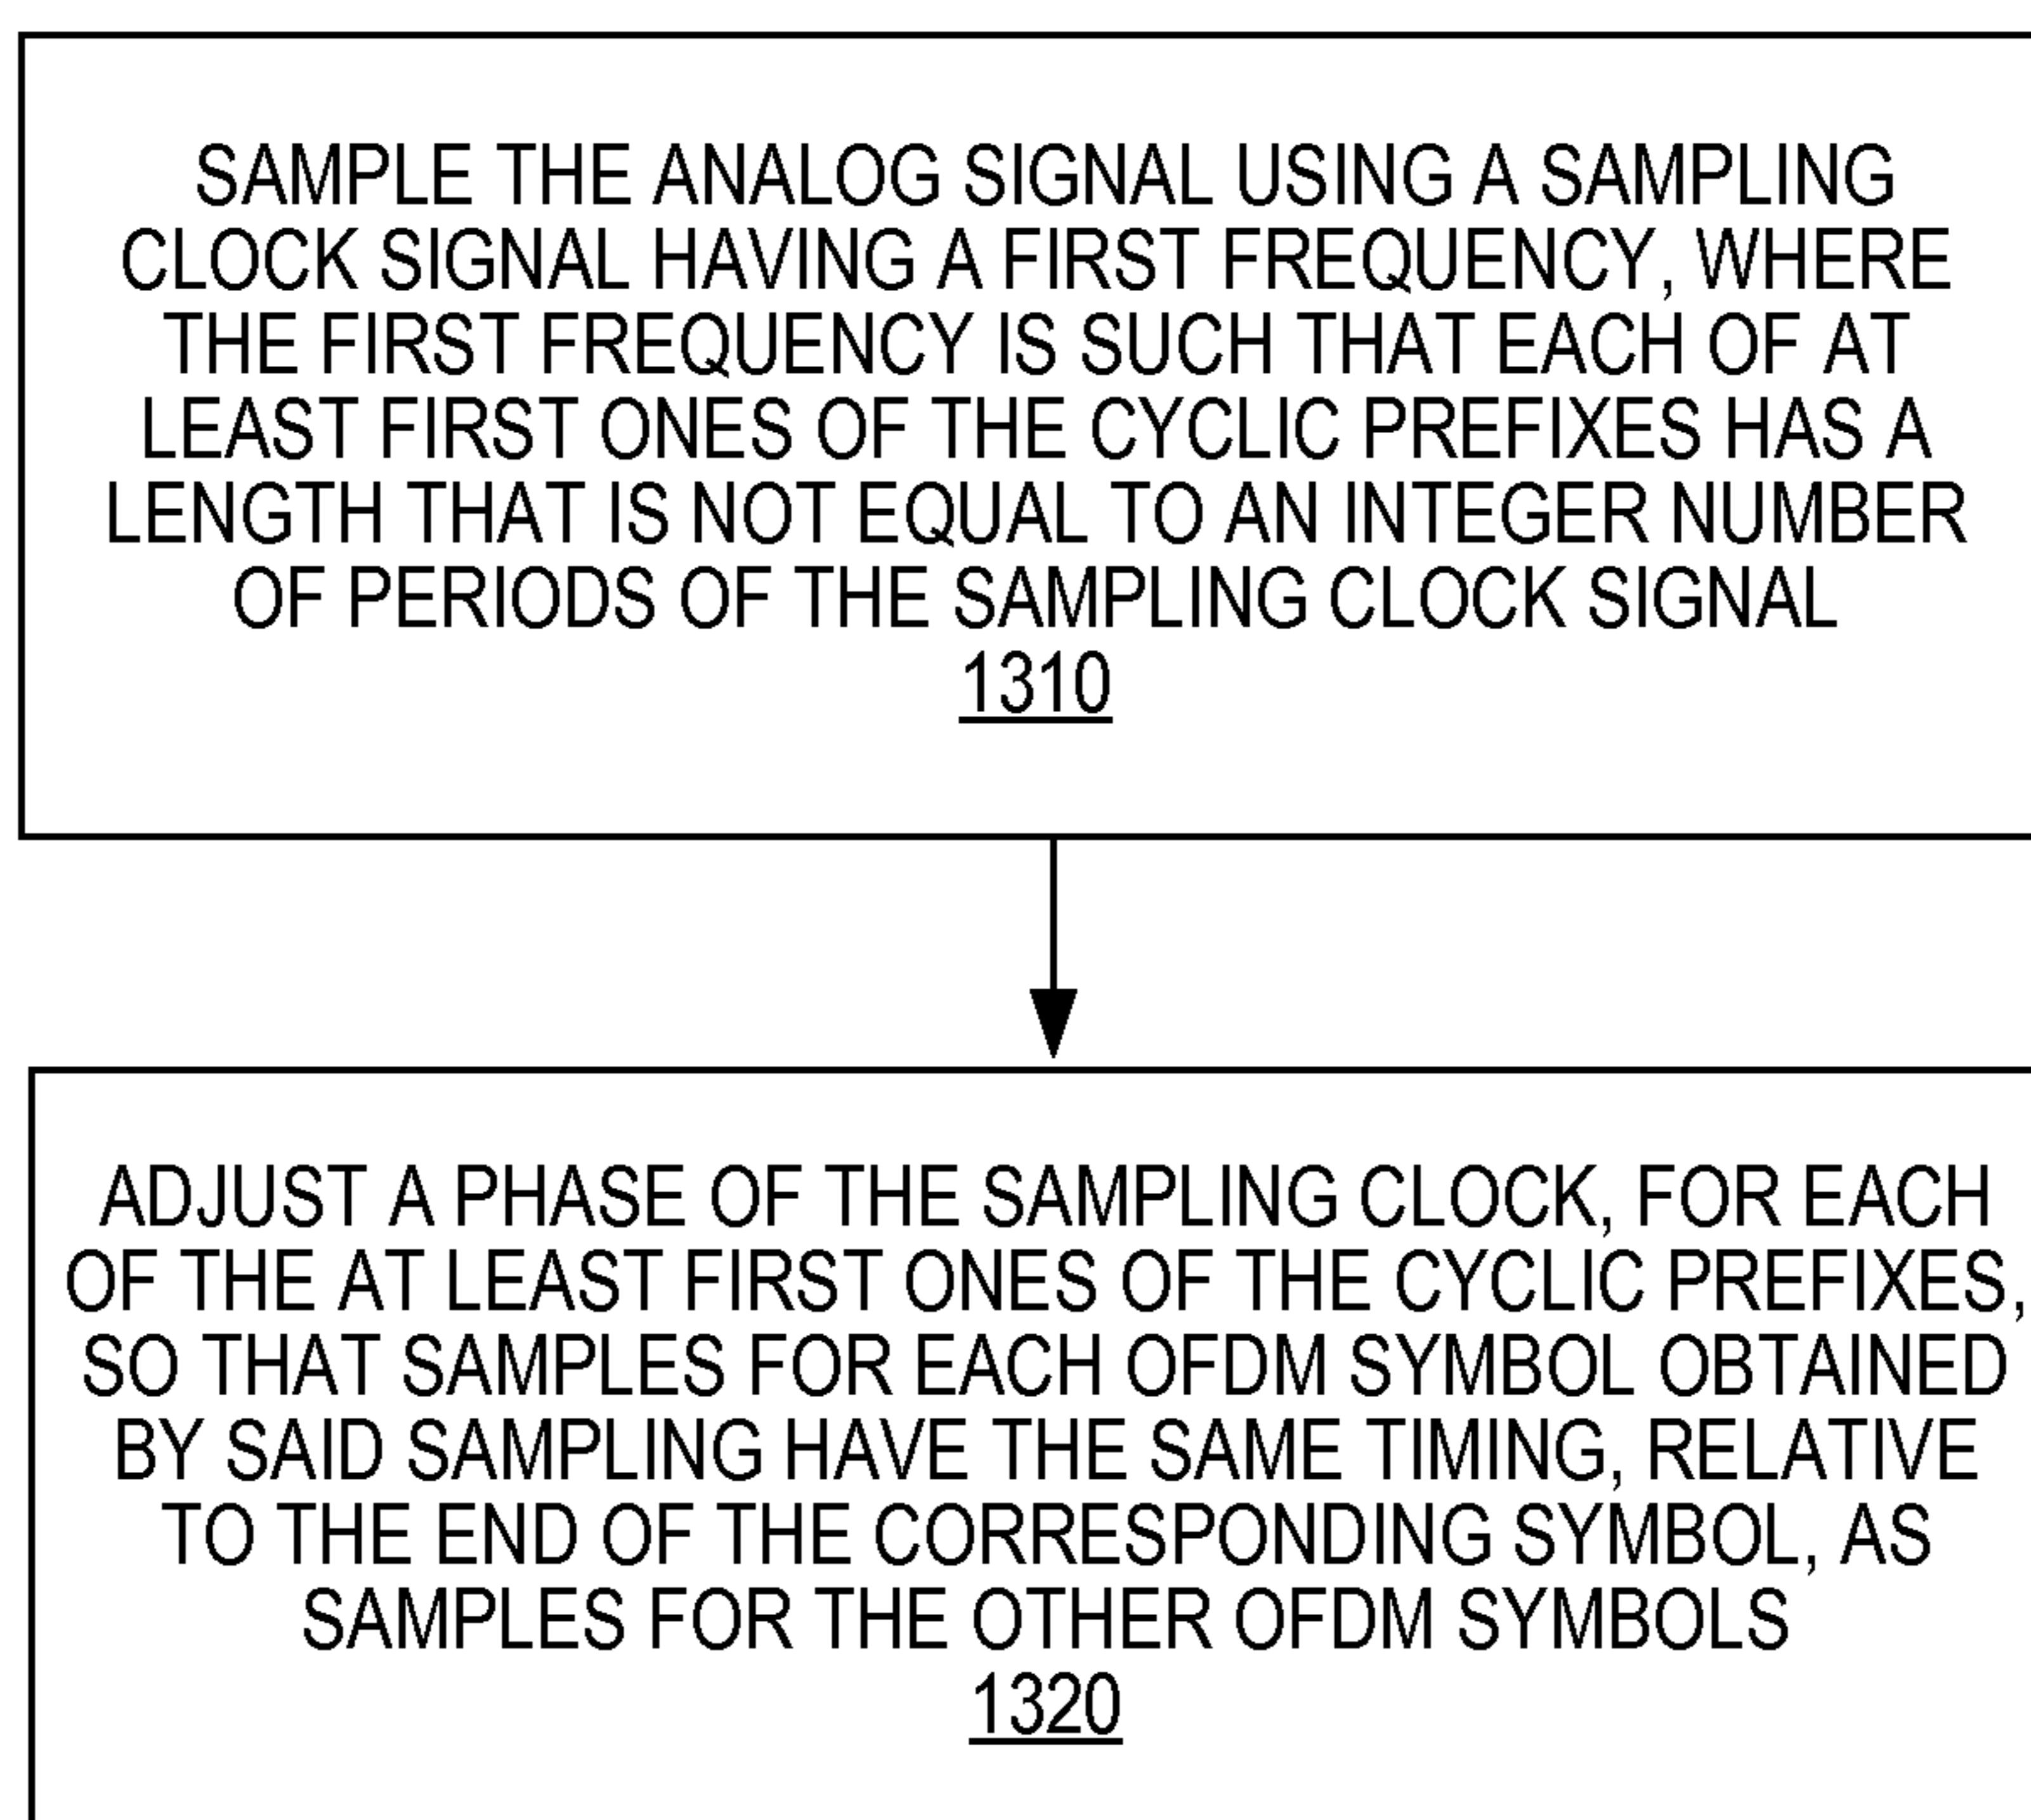 SAMPLE THE ANALOG SIGNAL USING A SAMPLING
CLOCK SIGNAL HAVING A FIRST FREQUENCY, WHERE
THE FIRST FREQUENCY IS SUCH THAT EACH OF AT
LEAST FIRST ONES OF THE CYCLIC PREFIXES HAS A
LENGTH THAT IS NOT EQUAL TO AN INTEGER NUMBER
OF PERIODS OF THE SAMPLING CLOCK SIGNAL
1310
ADJUST A PHASE OF THE SAMPLING CLOCK, FOR EACH
OF THE AT LEAST FIRST ONES OF THE CYCLIC PREFIXES,
SO THAT SAMPLES FOR EACH OFDM SYMBOL OBTAINED
BY SAID SAMPLING HAVE THE SAME TIMING, RELATIVE
TO THE END OF THE CORRESPONDING SYMBOL, AS
SAMPLES FOR THE OTHER OFDM SYMBOLS
1320